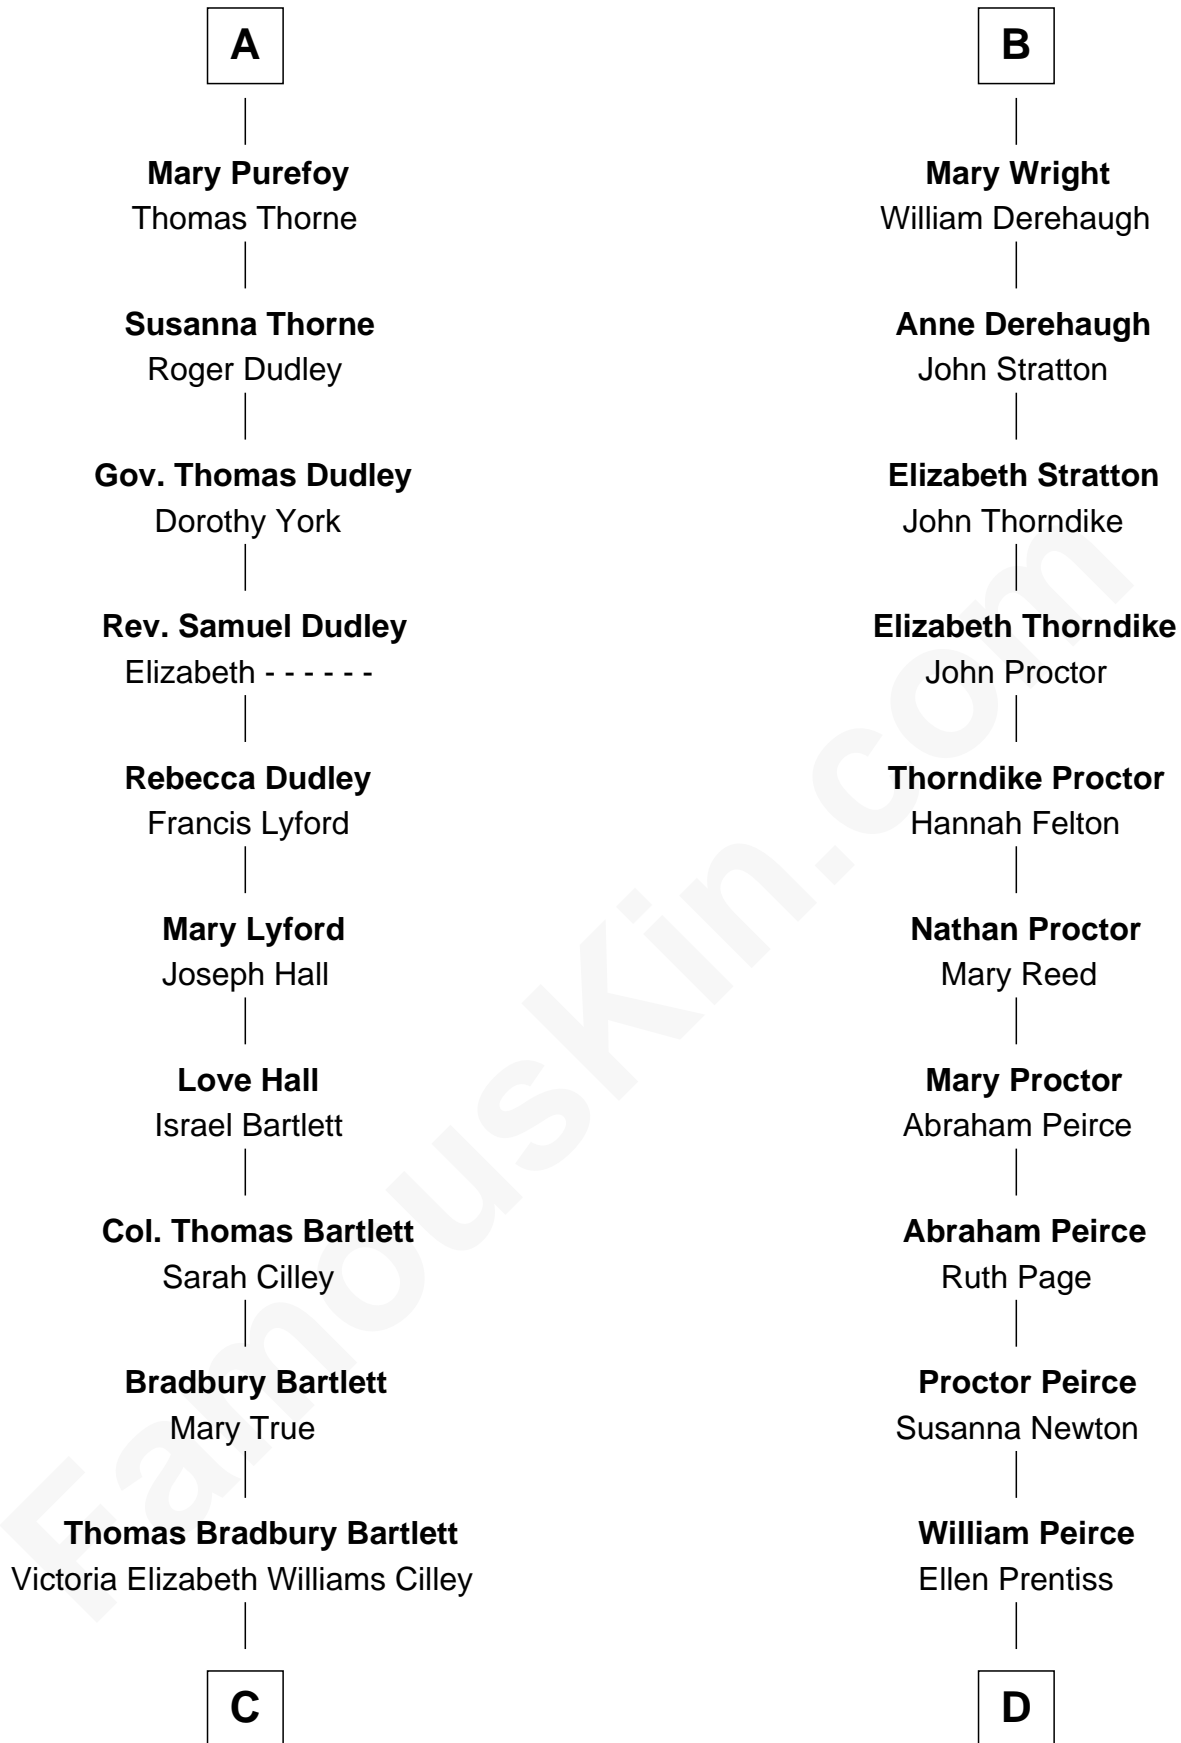 A
Mary Purefoy
Thomas Thorne
Susanna Thorne
Roger Dudley
Gov. Thomas Dudley
Dorothy York
Rev. Samuel Dudley
Elizabeth - - - - - -
Rebecca Dudley
Francis Lyford
Mary Lyford
Joseph Hall
Love Hall
Israel Bartlett
Col. Thomas Bartlett
Sarah Cilley
Bradbury Bartlett
Mary True
Thomas Bradbury Bartlett
Victoria Elizabeth Williams Cilley
C
B
Mary Wright
William Derehaugh
Anne Derehaugh
John Stratton
Elizabeth Stratton
John Thorndike
Elizabeth Thorndike
John Proctor
Thorndike Proctor
Hannah Felton
Nathan Proctor
Mary Reed
Mary Proctor
Abraham Peirce
Abraham Peirce
Ruth Page
Proctor Peirce
Susanna Newton
William Peirce
Ellen Prentiss
D
FamousKin.com